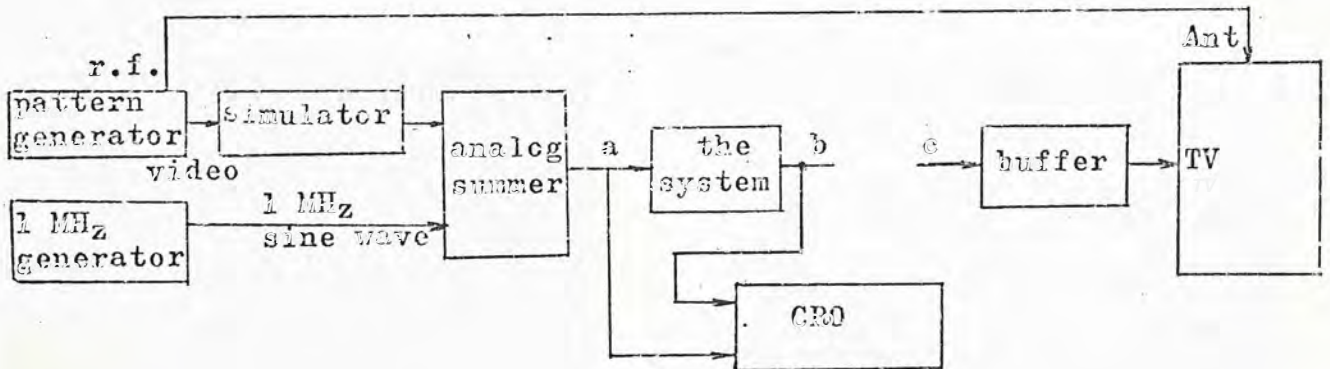 Ant
r.f.
pattern generator
simulator
analog summer
a
the system
b
c
buffer
TV
video
1 MHz generator
1 MHz sine wave
CRO